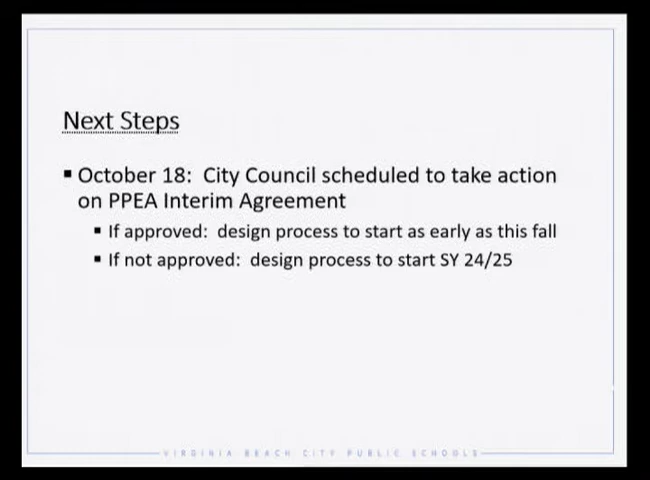 Next Steps
▪ October 18:  City Council scheduled to take action
on PPEA Interim Agreement
▪ If approved:  design process to start as early as this fall
▪ If not approved:  design process to start SY 24/25
VIRGINIA BEACH CITY PUBLIC SCHOOLS